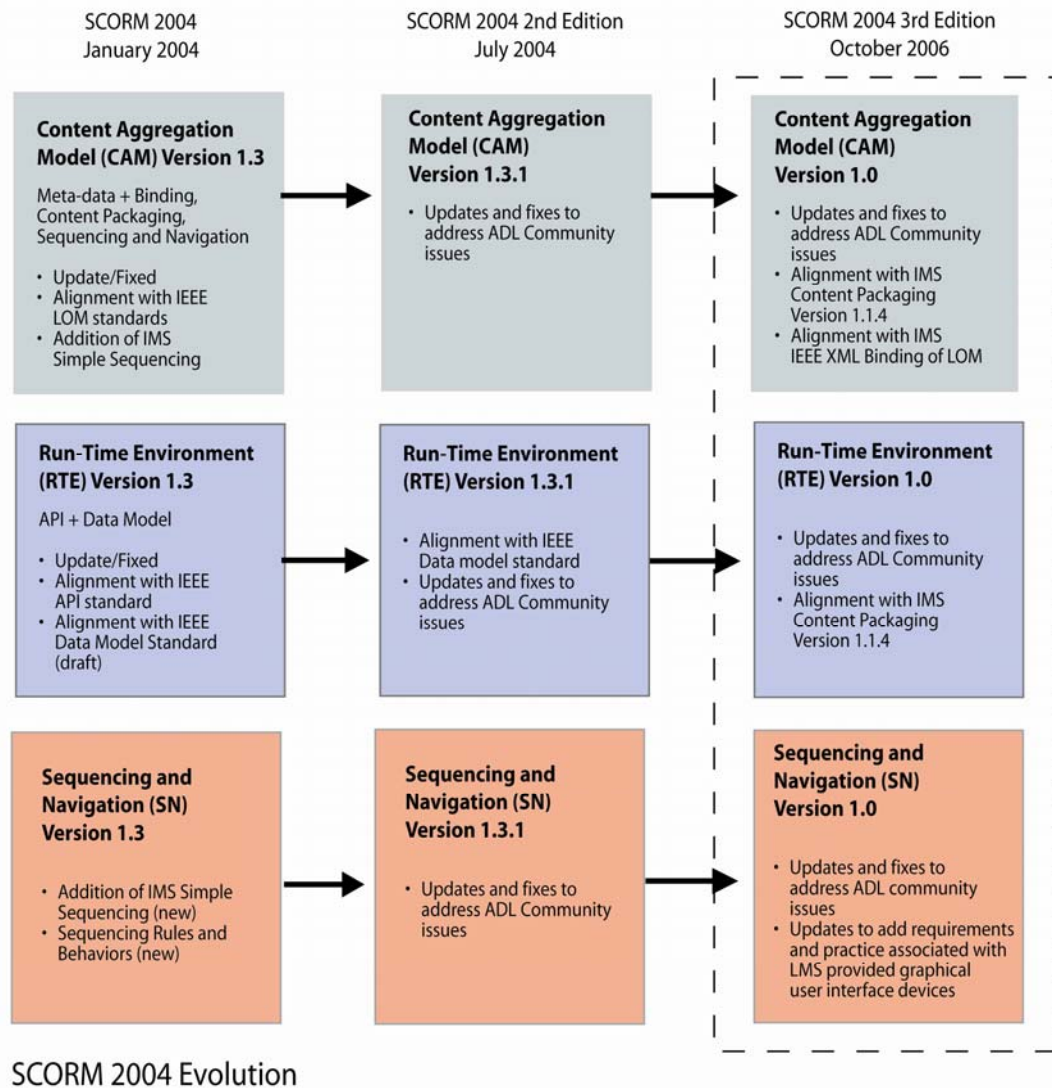 SCORM 2004
January 2004
SCORM 2004 2nd Edition
July 2004
SCORM 2004 3rd Edition
October 2006
Content Aggregation
Model (CAM) Version 1.3
Meta-data + Binding,
Content Packaging,
Sequencing and Navigation
• Update/Fixed
• Alignment with IEEE
LOM standards
• Addition of IMS
Simple Sequencing
Content Aggregation
Model (CAM)
Version 1.3.1
• Updates and fixes to
address ADL Community
issues
Content Aggregation
Model (CAM)
Version 1.0
• Updates and fixes to
address ADL Community
issues
• Alignment with IMS
Content Packaging
Version 1.1.4
• Alignment with IMS
IEEE XML Binding of LOM
Run-Time Environment
(RTE) Version 1.3
API + Data Model
• Update/Fixed
• Alignment with IEEE
API standard
• Alignment with IEEE
Data Model Standard
(draft)
Run-Time Environment
(RTE) Version 1.3.1
• Alignment with IEEE
Data model standard
• Updates and fixes to
address ADL Community
issues
Run-Time Environment
(RTE) Version 1.0
• Updates and fixes to
address ADL Community
issues
• Alignment with IMS
Content Packaging
Version 1.1.4
Sequencing and
Navigation (SN)
Version 1.3
• Addition of IMS Simple
Sequencing (new)
• Sequencing Rules and
Behaviors (new)
Sequencing and
Navigation (SN)
Version 1.3.1
• Updates and fixes to
address ADL Community
issues
Sequencing and
Navigation (SN)
Version 1.0
• Updates and fixes to
address ADL community
issues
• Updates to add requirements
and practice associated with
LMS provided graphical
user interface devices
SCORM 2004 Evolution